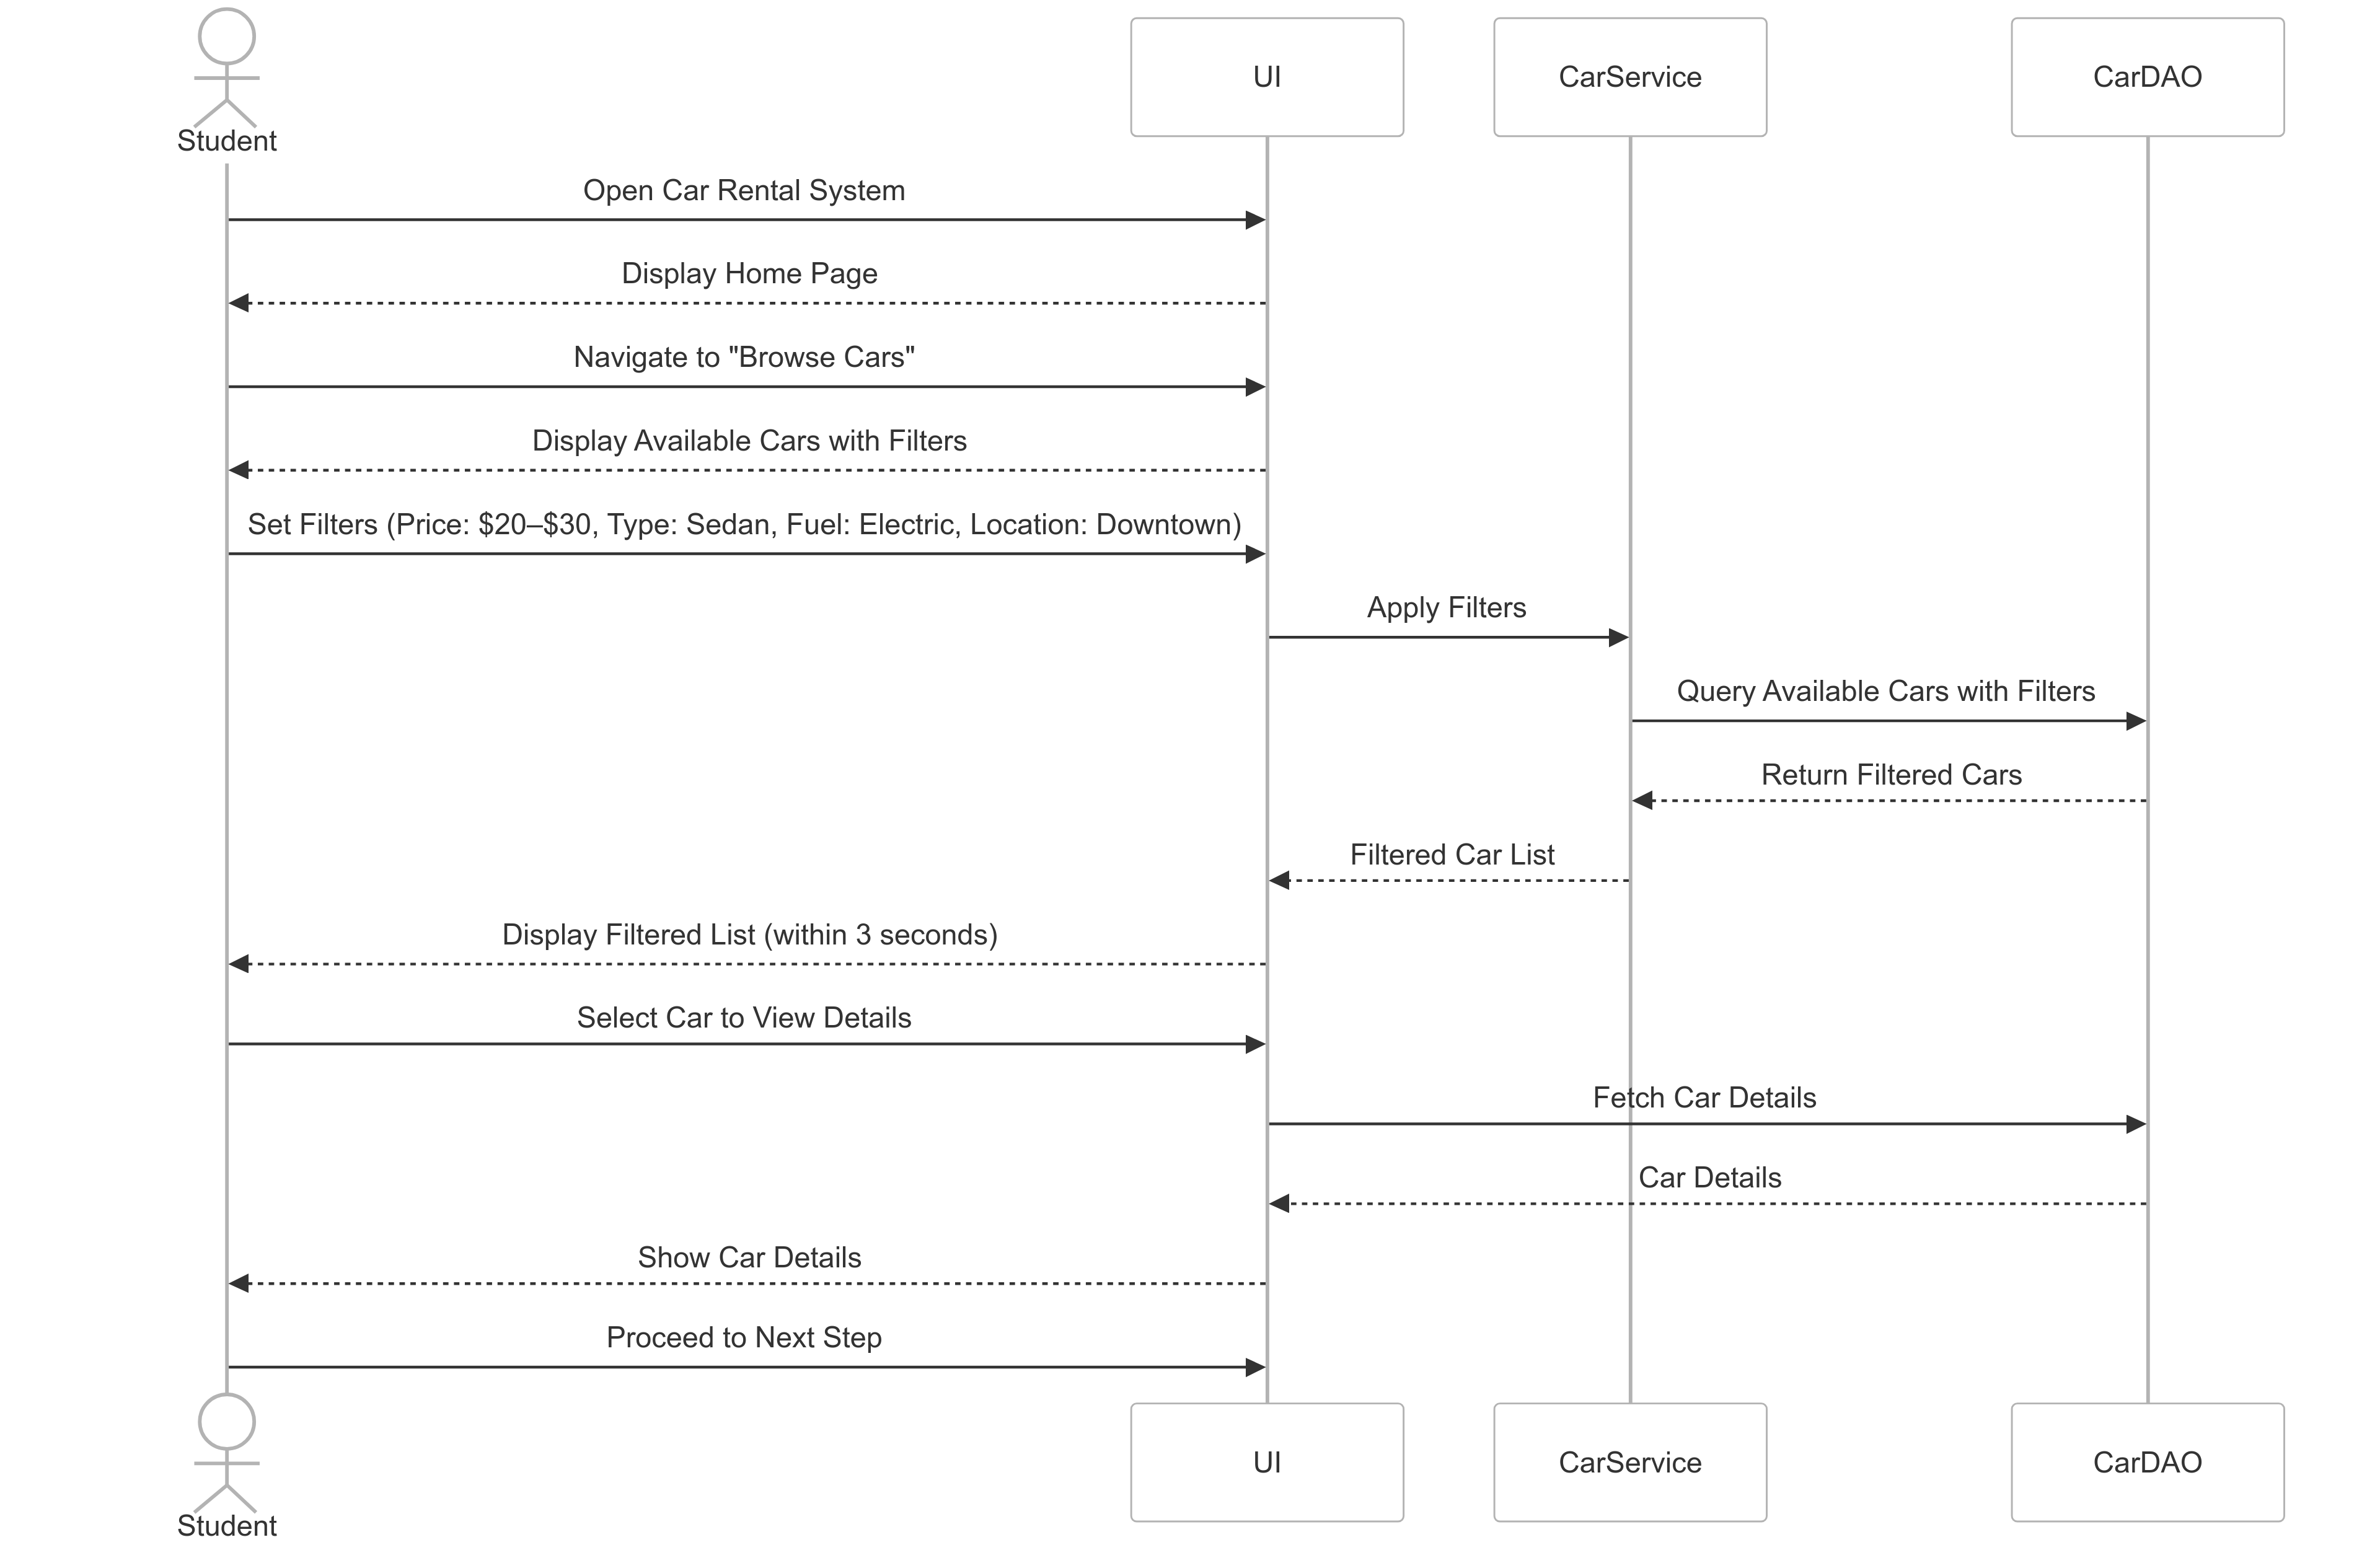 Student
UI
CarService
CarDAO
Open Car Rental System
Display Home Page
Navigate to "Browse Cars"
Display Available Cars with Filters
Set Filters (Price: $20–$30, Type: Sedan, Fuel: Electric, Location: Downtown)
Apply Filters
Query Available Cars with Filters
Return Filtered Cars
Filtered Car List
Display Filtered List (within 3 seconds)
Select Car to View Details
Fetch Car Details
Car Details
Show Car Details
Proceed to Next Step
Student
UI
CarService
CarDAO